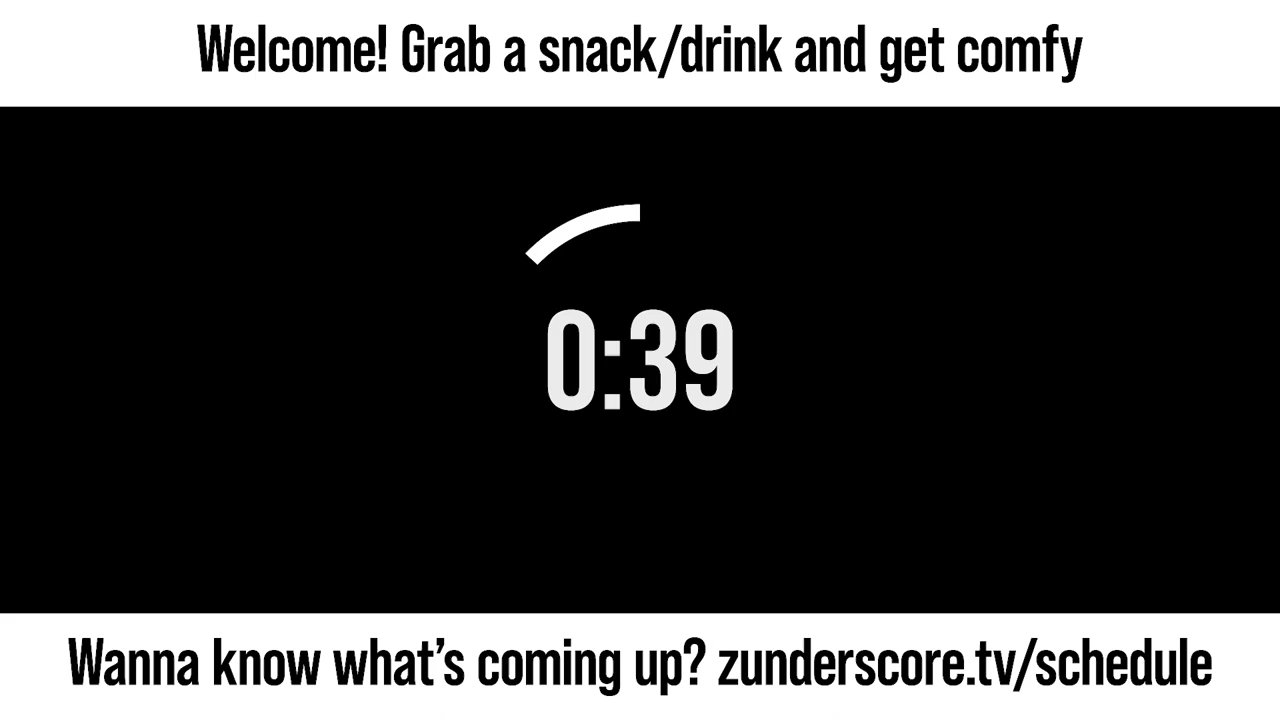 Welcome! Grab a snack/drink and get comfy
0:39
Wanna know what’s coming up? zunderscore.tv/schedule